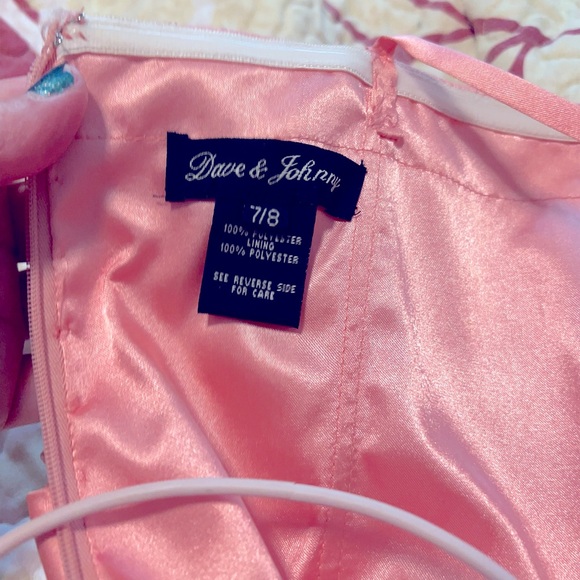 Dave & Johnny
7/8
100% POLYESTER
LINING
100% POLYESTER
SEE REVERSE SIDE
FOR CARE